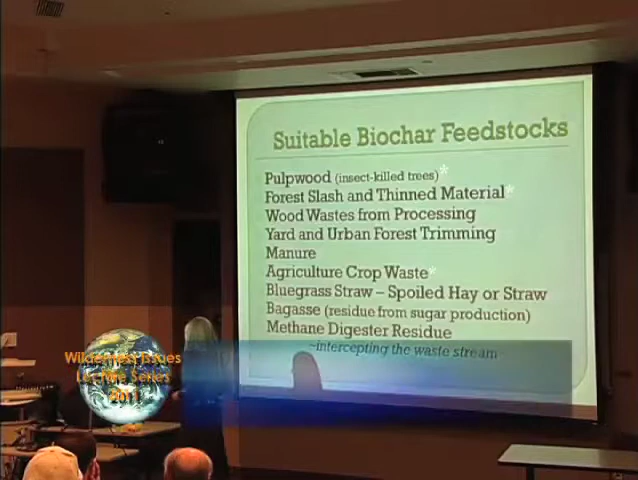 Suitable Biochar Feedstocks
Pulpwood (insect-killed trees)*
Forest Slash and Thinned Material*
Wood Wastes from Processing
Yard and Urban Forest Trimming
Manure
Agriculture Crop Waste*
Bluegrass Straw – Spoiled Hay or Straw
Bagasse (residue from sugar production)
Methane Digester Residue
~intercepting the waste stream
Wilderness Issues
Lecture Series
2011